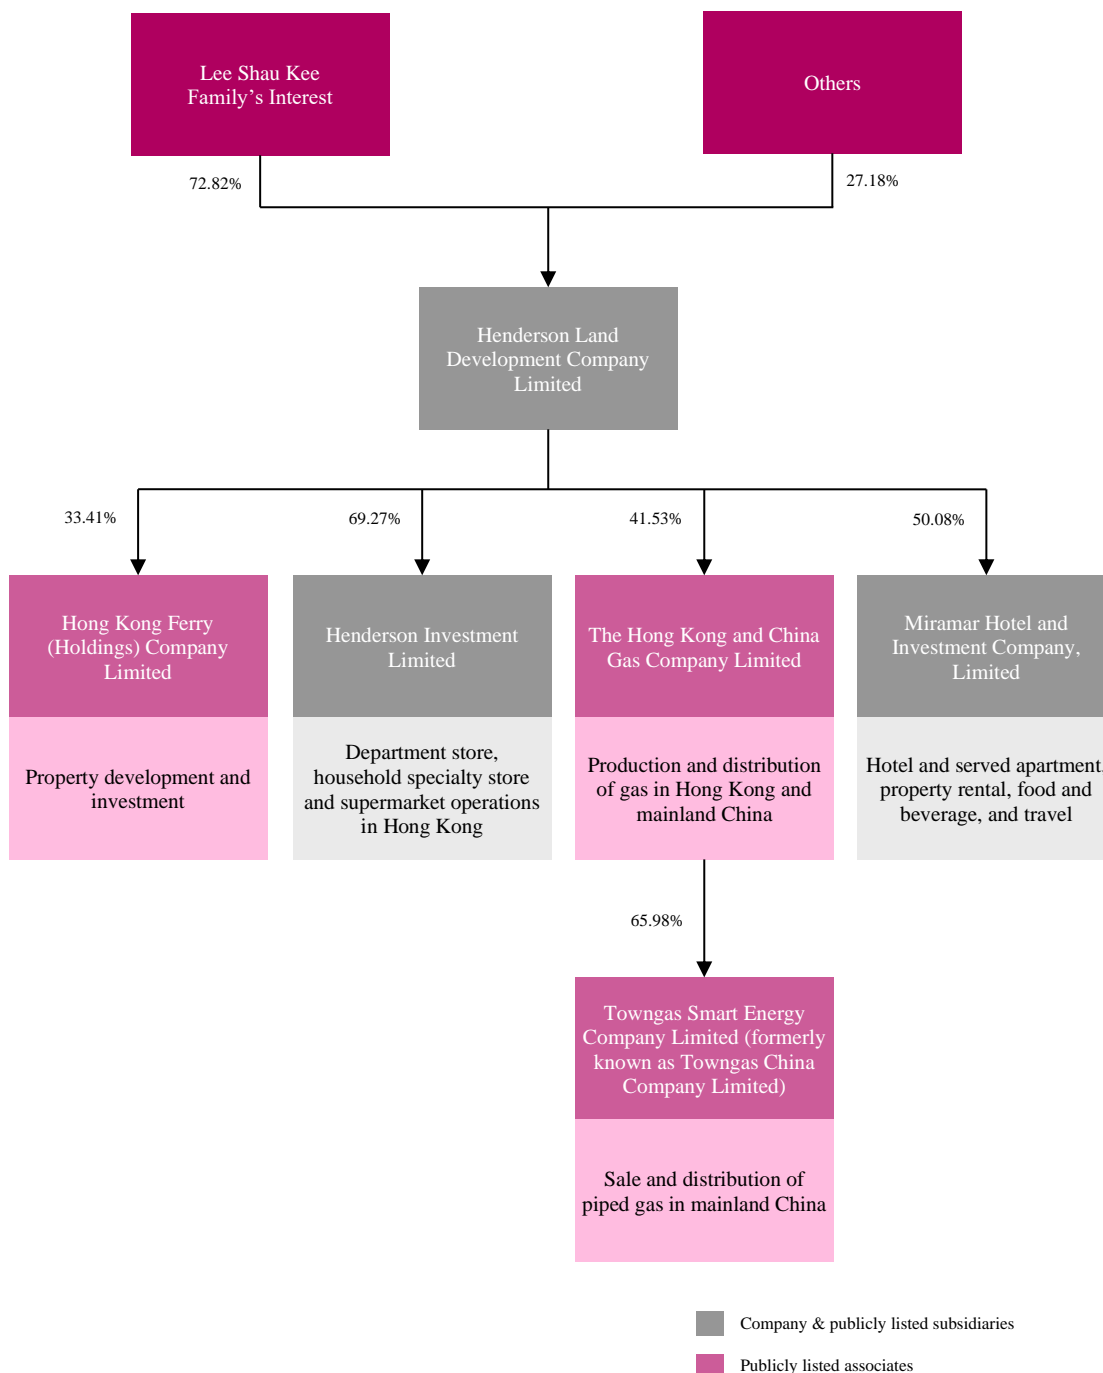 Lee Shau Kee
Family’s Interest
Others
72.82%
27.18%
Henderson Land
Development Company
Limited
33.41%
69.27%
41.53%
50.08%
Hong Kong Ferry
(Holdings) Company
Limited
Henderson Investment
Limited
The Hong Kong and China
Gas Company Limited
Miramar Hotel and
Investment Company,
Limited
Property development and
investment
Department store,
household specialty store
and supermarket operations
in Hong Kong
Production and distribution
of gas in Hong Kong and
mainland China
Hotel and served apartment,
property rental, food and
beverage, and travel
65.98%
Towngas Smart Energy
Company Limited (formerly
known as Towngas China
Company Limited)
Sale and distribution of
piped gas in mainland China
Company & publicly listed subsidiaries
Publicly listed associates